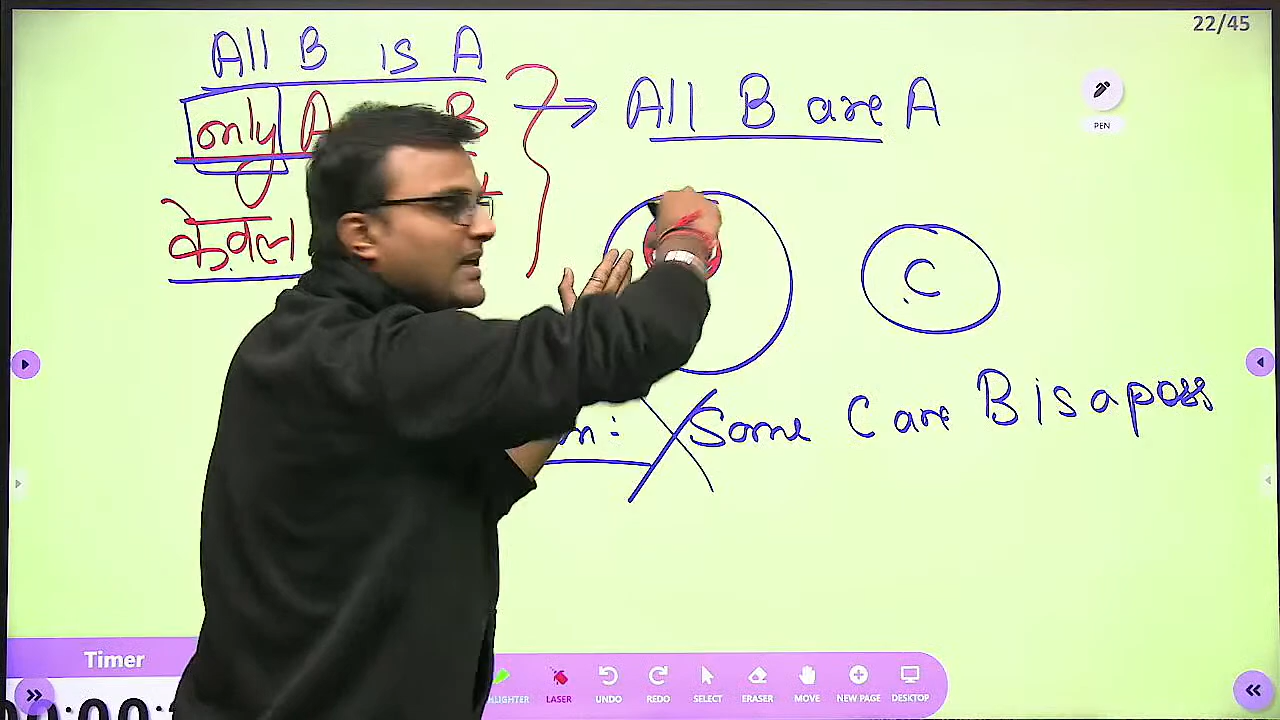 22/45
All B is A
only A B
केवल
All B are A
PEN
C
n: Some C are B is a poss
Timer
HLIGHTER LASER UNDO REDO SELECT ERASER MOVE NEW PAGE DESKTOP